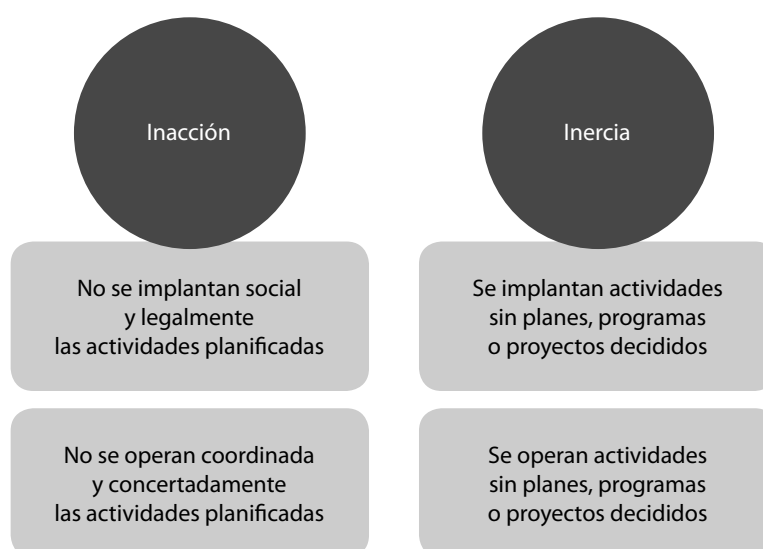 Inacción
No se implantan social
y legalmente
las actividades planificadas
No se operan coordinada
y concertadamente
las actividades planificadas
Inercia
Se implantan actividades
sin planes, programas
o proyectos decididos
Se operan actividades
sin planes, programas
o proyectos decididos